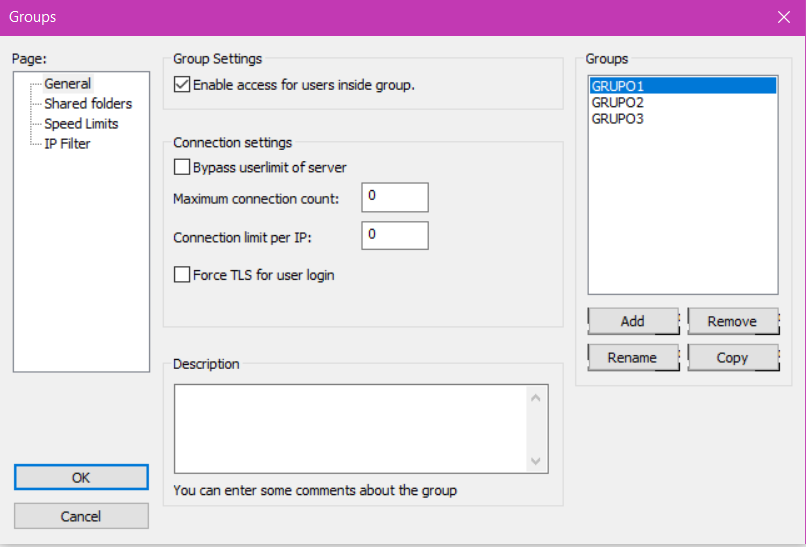 Groups
Page:
General
Shared folders
Speed Limits
IP Filter
Group Settings
Enable access for users inside group.
Connection settings
Bypass userlimit of server
Maximum connection count: 0
Connection limit per IP: 0
Force TLS for user login
Description
You can enter some comments about the group
Groups
GRUPO1
GRUPO2
GRUPO3
Add Remove
Rename Copy
OK
Cancel